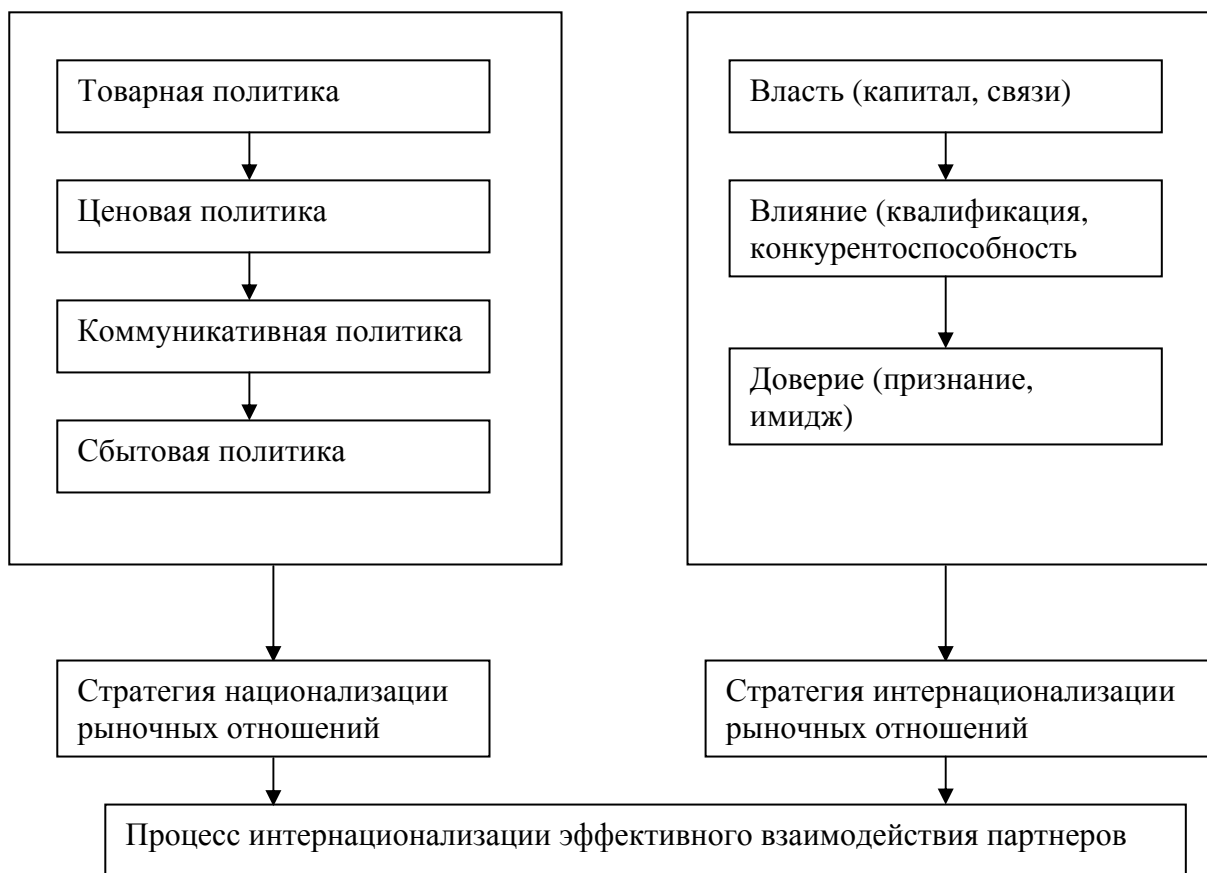 Товарная политика
Ценовая политика
Коммуникативная политика
Сбытовая политика
Власть (капитал, связи)
Влияние (квалификация,
конкурентоспособность
Доверие (признание,
имидж)
Стратегия национализации
рыночных отношений
Стратегия интернационализации
рыночных отношений
Процесс интернационализации эффективного взаимодействия партнеров